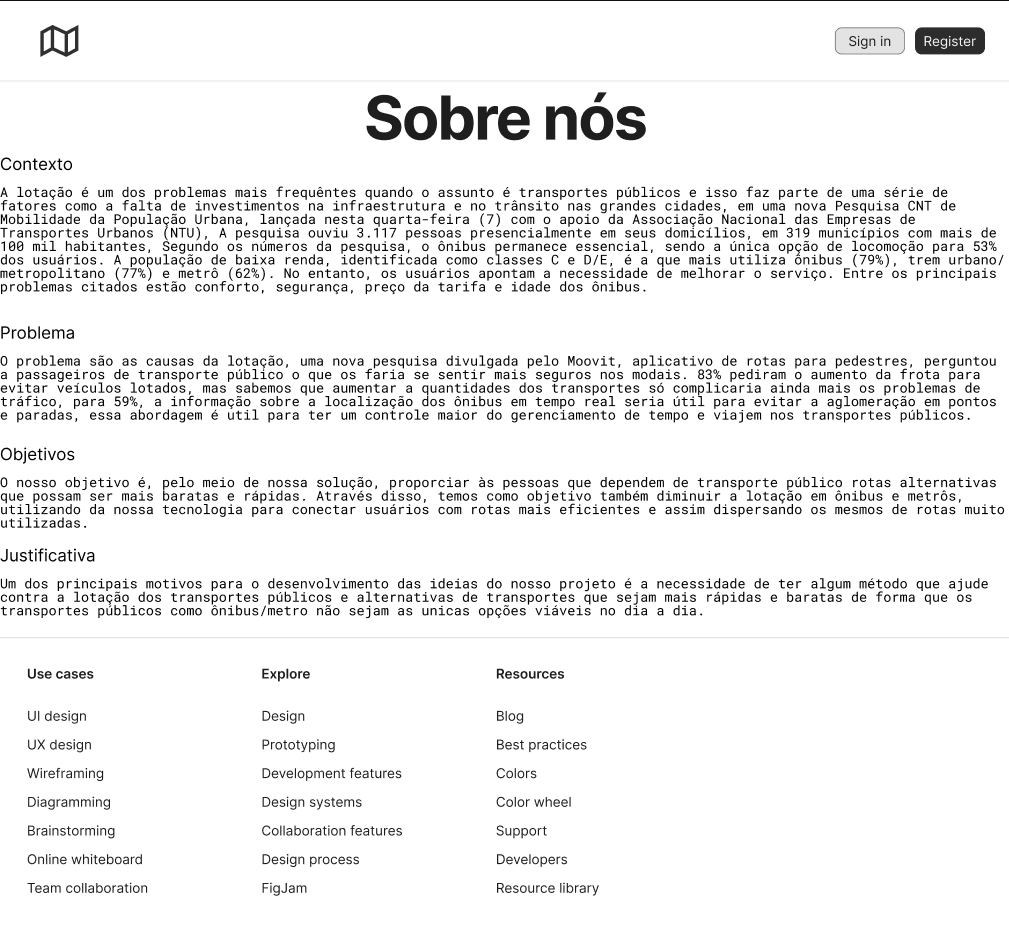 Sign in
Register
Sobre nós
Contexto
A lotação é um dos problemas mais frequêntes quando o assunto é transportes públicos e isso faz parte de uma série de
fatores como a falta de investimentos na infraestrutura e no trânsito nas grandes cidades, em uma nova Pesquisa CNT de
Mobilidade da População Urbana, lançada nesta quarta-feira (7) com o apoio da Associação Nacional das Empresas de
Transportes Urbanos (NTU), A pesquisa ouviu 3.117 pessoas presencialmente em seus domicílios, em 319 municípios com mais de
100 mil habitantes, Segundo os números da pesquisa, o ônibus permanece essencial, sendo a única opção de locomoção para 53%
dos usuários. A população de baixa renda, identificada como classes C e D/E, é a que mais utiliza ônibus (79%), trem urbano/
metropolitano (77%) e metrô (62%). No entanto, os usuários apontam a necessidade de melhorar o serviço. Entre os principais
problemas citados estão conforto, segurança, preço da tarifa e idade dos ônibus.
Problema
O problema são as causas da lotação, uma nova pesquisa divulgada pelo Moovit, aplicativo de rotas para pedestres, perguntou
a passageiros de transporte público o que os faria se sentir mais seguros nos modais. 83% pediram o aumento da frota para
evitar veículos lotados, mas sabemos que aumentar a quantidades dos transportes só complicaria ainda mais os problemas de
tráfico, para 59%, a informação sobre a localização dos ônibus em tempo real seria útil para evitar a aglomeração em pontos
e paradas, essa abordagem é util para ter um controle maior do gerenciamento de tempo e viajem nos transportes públicos.
Objetivos
O nosso objetivo é, pelo meio de nossa solução, proporciar às pessoas que dependem de transporte público rotas alternativas
que possam ser mais baratas e rápidas. Através disso, temos como objetivo também diminuir a lotação em ônibus e metrôs,
utilizando da nossa tecnologia para conectar usuários com rotas mais eficientes e assim dispersando os mesmos de rotas muito
utilizadas.
Justificativa
Um dos principais motivos para o desenvolvimento das ideias do nosso projeto é a necessidade de ter algum método que ajude
contra a lotação dos transportes públicos e alternativas de transportes que sejam mais rápidas e baratas de forma que os
transportes públicos como ônibus/metro não sejam as unicas opções viáveis no dia a dia.
Use cases
UI design
UX design
Wireframing
Diagramming
Brainstorming
Online whiteboard
Team collaboration
Explore
Design
Prototyping
Development features
Design systems
Collaboration features
Design process
FigJam
Resources
Blog
Best practices
Colors
Color wheel
Support
Developers
Resource library